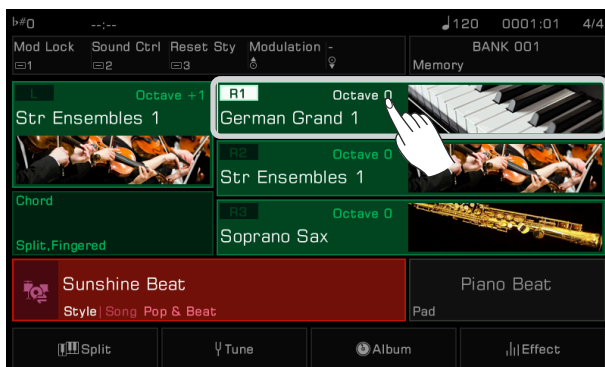 b#0 --:-- ♩120 0001:01 4/4
Mod Lock Sound Ctrl Reset Sty Modulation - BANK 001
1 2 3 Memory
L Octave +1
Str Ensembles 1
R1 Octave 0
German Grand 1
R2 Octave 0
Str Ensembles 1
Chord
Split,Fingered
R3 Octave 0
Soprano Sax
Sunshine Beat
Style| Song Pop & Beat
Piano Beat
Pad
Split Tune Album Effect